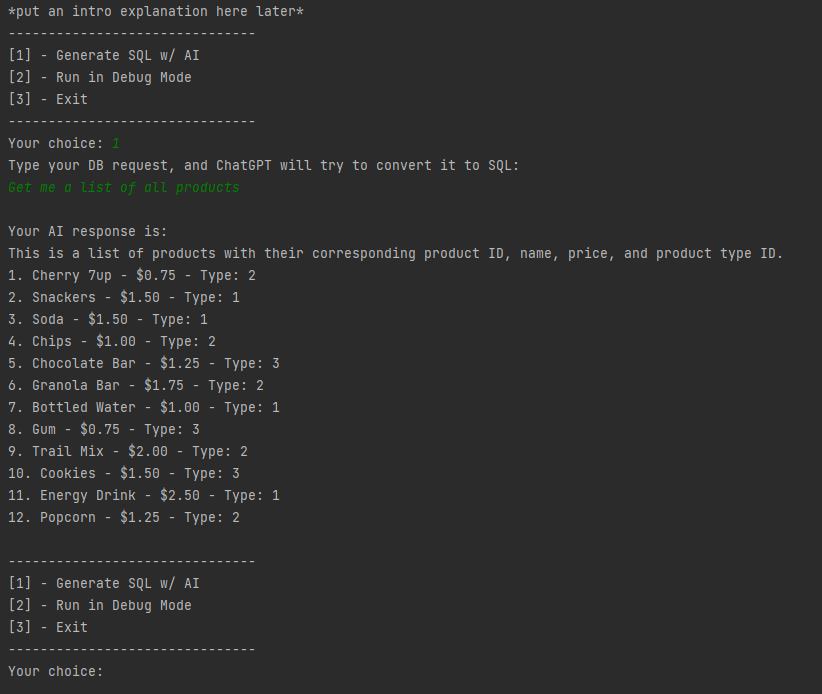 *put an intro explanation here later*
-------------------------------
[1] - Generate SQL w/ AI
[2] - Run in Debug Mode
[3] - Exit
-------------------------------
Your choice: 1
Type your DB request, and ChatGPT will try to convert it to SQL:
Get me a list of all products
Your AI response is:
This is a list of products with their corresponding product ID, name, price, and product type ID.
1. Cherry 7up - $0.75 - Type: 2
2. Snackers - $1.50 - Type: 1
3. Soda - $1.50 - Type: 1
4. Chips - $1.00 - Type: 2
5. Chocolate Bar - $1.25 - Type: 3
6. Granola Bar - $1.75 - Type: 2
7. Bottled Water - $1.00 - Type: 1
8. Gum - $0.75 - Type: 3
9. Trail Mix - $2.00 - Type: 2
10. Cookies - $1.50 - Type: 3
11. Energy Drink - $2.50 - Type: 1
12. Popcorn - $1.25 - Type: 2
-------------------------------
[1] - Generate SQL w/ AI
[2] - Run in Debug Mode
[3] - Exit
-------------------------------
Your choice: